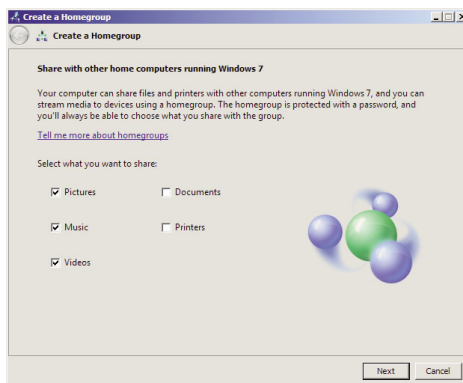 Create a Homegroup
Create a Homegroup
Share with other home computers running Windows 7
Your computer can share files and printers with other computers running Windows 7, and you can
stream media to devices using a homegroup. The homegroup is protected with a password, and
you'll always be able to choose what you share with the group.
Tell me more about homegroups
Select what you want to share:
Pictures Documents
Music Printers
Videos
Next Cancel